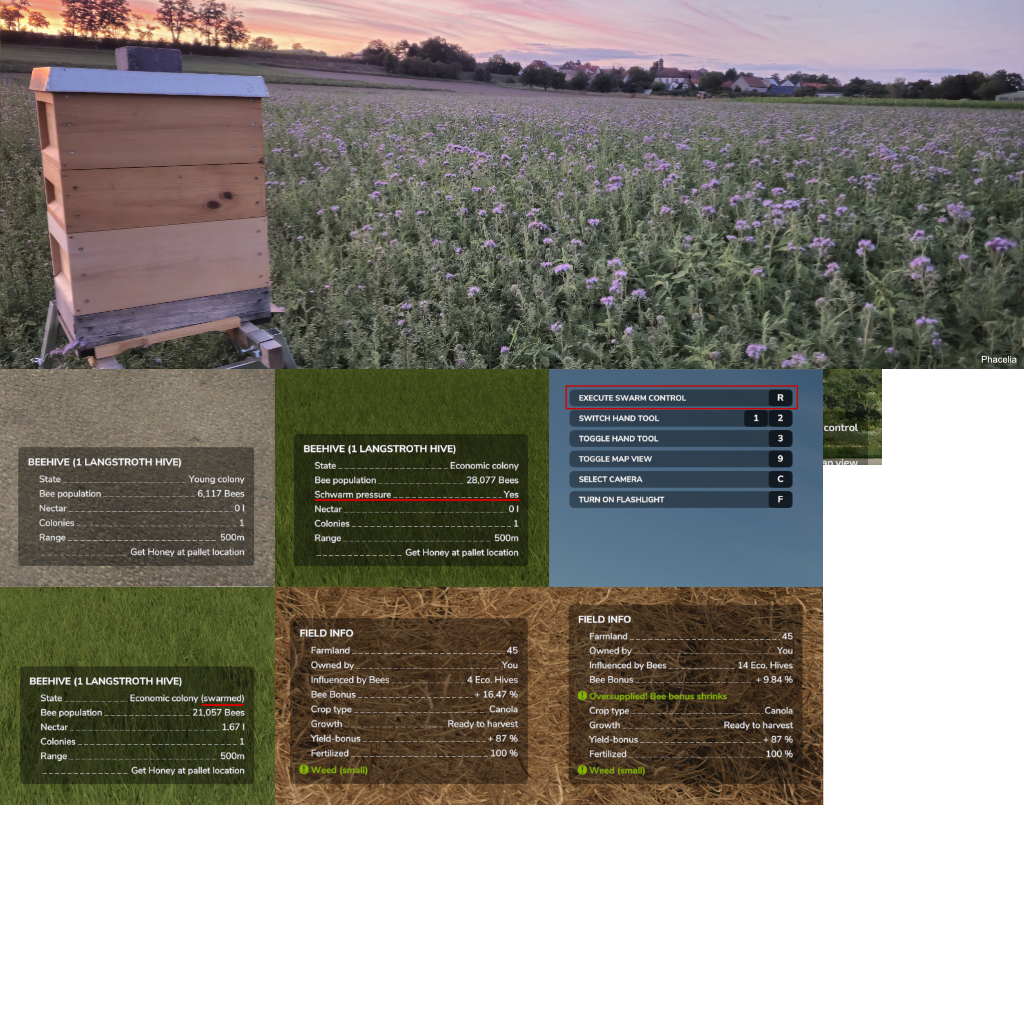 Phacelia
BEEHIVE (1 LANGSTROTH HIVE)
State Young colony
Bee population 6,117 Bees
Nectar 0 l
Colonies 1
Range 500m
Get Honey at pallet location
BEEHIVE (1 LANGSTROTH HIVE)
State Economic colony
Bee population 28,077 Bees
Schwarm pressure Yes
Nectar 0 l
Colonies 1
Range 500m
Get Honey at pallet location
EXECUTE SWARM CONTROL R
SWITCH HAND TOOL 1 2
TOGGLE HAND TOOL 3
TOGGLE MAP VIEW 9
SELECT CAMERA C
TURN ON FLASHLIGHT F
control
view
BEEHIVE (1 LANGSTROTH HIVE)
State Economic colony (swarmed)
Bee population 21,057 Bees
Nectar 1.67 l
Colonies 1
Range 500m
Get Honey at pallet location
FIELD INFO
Farmland 45
Owned by You
Influenced by Bees 4 Eco. Hives
Bee Bonus + 16.47 %
Crop type Canola
Growth Ready to harvest
Yield-bonus + 87 %
Fertilized 100 %
Weed (small)
FIELD INFO
Farmland 45
Owned by You
Influenced by Bees 14 Eco. Hives
Bee Bonus + 9.84 %
Oversupplied! Bee bonus shrinks
Crop type Canola
Growth Ready to harvest
Yield-bonus + 87 %
Fertilized 100 %
Weed (small)